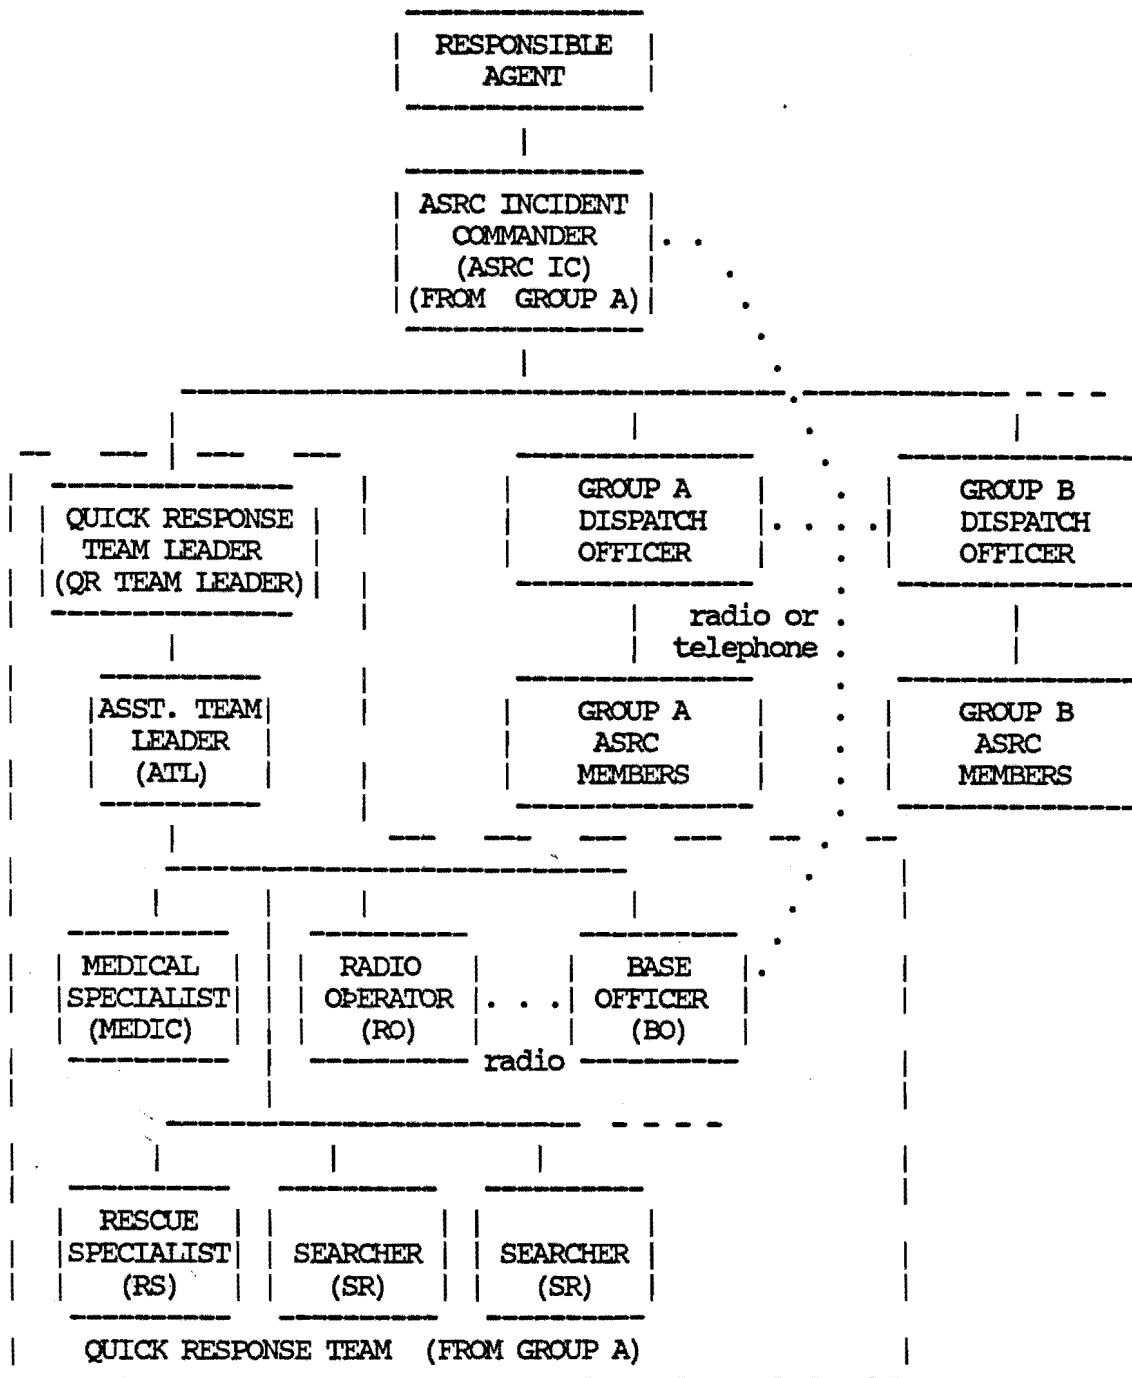 RESPONSIBLE
AGENT
ASRC INCIDENT
COMMANDER
(ASRC IC)
(FROM GROUP A)
QUICK RESPONSE
TEAM LEADER
(QR TEAM LEADER)
GROUP A
DISPATCH
OFFICER
GROUP B
DISPATCH
OFFICER
radio or
telephone
ASST. TEAM
LEADER
(ATL)
GROUP A
ASRC
MEMBERS
GROUP B
ASRC
MEMBERS
MEDICAL
SPECIALIST
(MEDIC)
RADIO
OPERATOR
(RO)
radio
BASE
OFFICER
(BO)
RESCUE
SPECIALIST
(RS)
SEARCHER
(SR)
SEARCHER
(SR)
QUICK RESPONSE TEAM (FROM GROUP A)